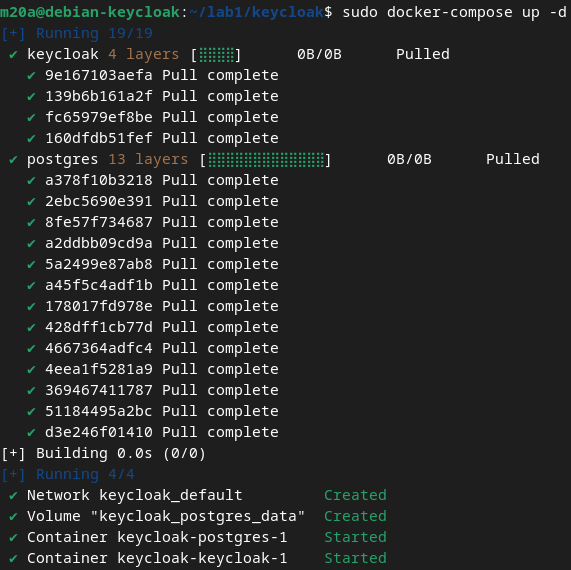 m20a@debian-keycloak:~/lab1/keycloak$ sudo docker-compose up -d
[+] Running 19/19
✔ keycloak 4 layers [⣿⣿⣿⣿] 0B/0B Pulled
✔ 9e167103aefa Pull complete
✔ 139b6b161a2f Pull complete
✔ fc65979ef8be Pull complete
✔ 160dfdb51fef Pull complete
✔ postgres 13 layers [⣿⣿⣿⣿⣿⣿⣿⣿⣿⣿⣿⣿⣿] 0B/0B Pulled
✔ a378f10b3218 Pull complete
✔ 2ebc5690e391 Pull complete
✔ 8fe57f734687 Pull complete
✔ a2ddbb09cd9a Pull complete
✔ 5a2499e87ab8 Pull complete
✔ a45f5c4adf1b Pull complete
✔ 178017fd978e Pull complete
✔ 428dff1cb77d Pull complete
✔ 4667364adfc4 Pull complete
✔ 4eea1f5281a9 Pull complete
✔ 369467411787 Pull complete
✔ 51184495a2bc Pull complete
✔ d3e246f01410 Pull complete
[+] Building 0.0s (0/0)
[+] Running 4/4
✔ Network keycloak_default Created
✔ Volume "keycloak_postgres_data" Created
✔ Container keycloak-postgres-1 Started
✔ Container keycloak-keycloak-1 Started